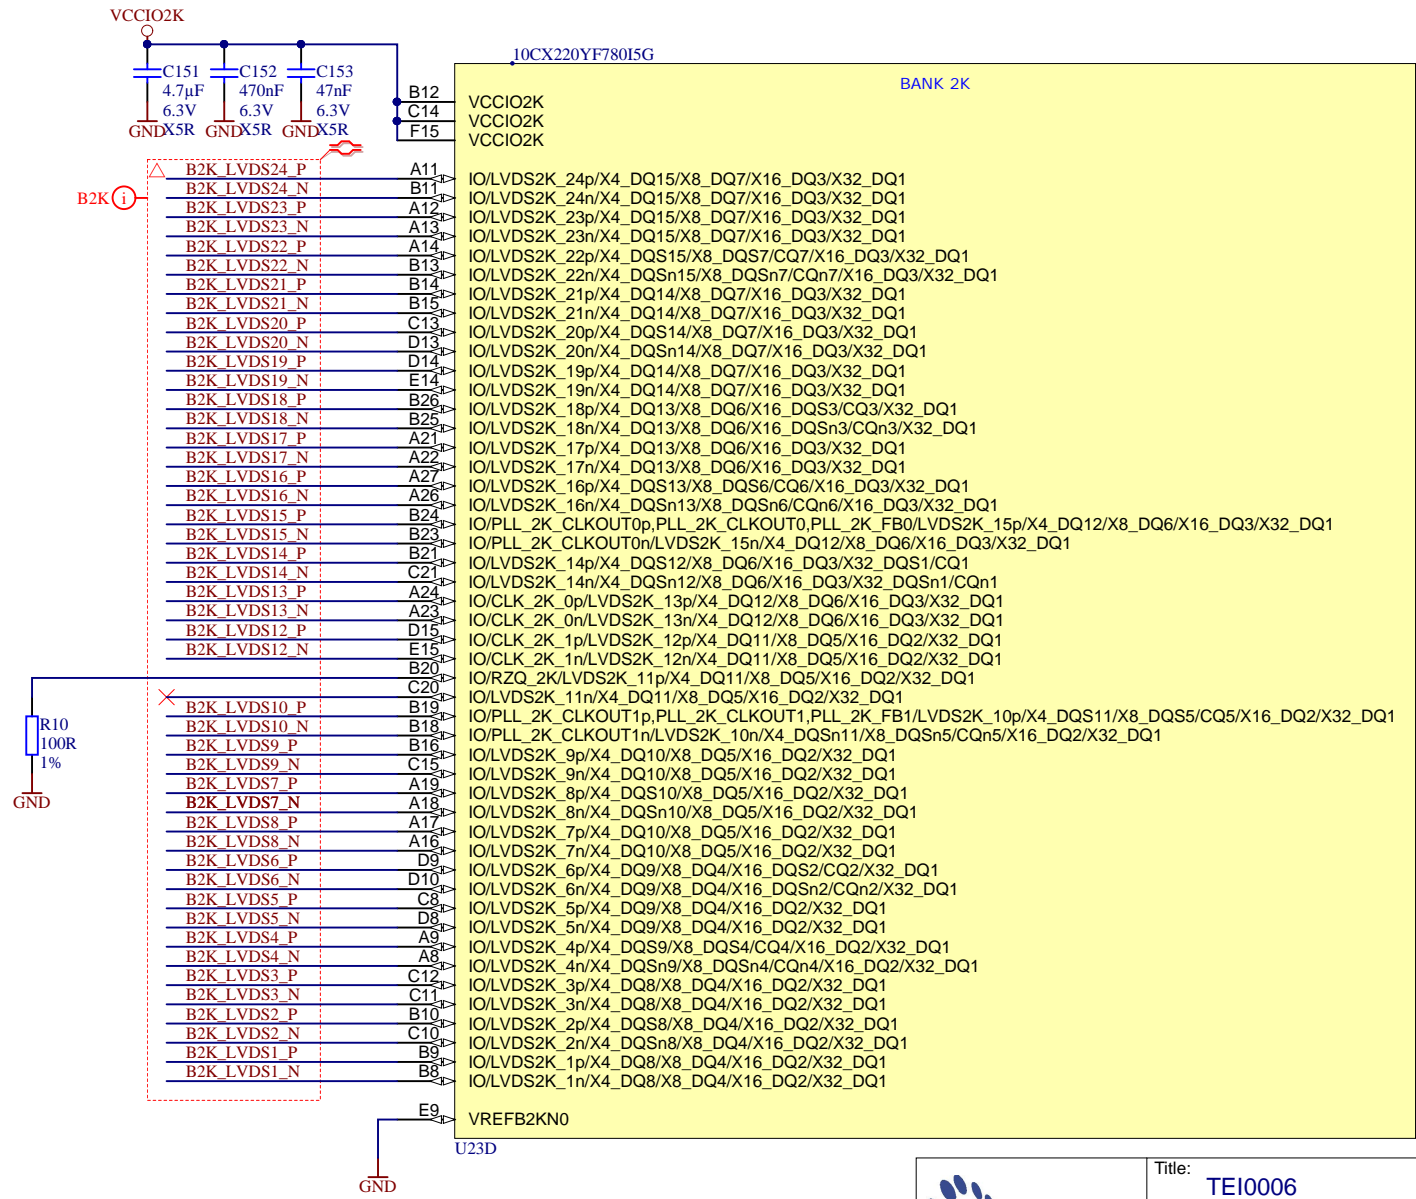 VCCIO2K
C151
4.7µF
6.3V
X5R
GND
C152
470nF
6.3V
X5R
GND
C153
47nF
6.3V
X5R
GND
10CX220YF780I5G
BANK 2K
B12 VCCIO2K
C14 VCCIO2K
F15 VCCIO2K
B2K i
B2K_LVDS24_P A11 IO/LVDS2K_24p/X4_DQ15/X8_DQ7/X16_DQ3/X32_DQ1
B2K_LVDS24_N B11 IO/LVDS2K_24n/X4_DQ15/X8_DQ7/X16_DQ3/X32_DQ1
B2K_LVDS23_P A12 IO/LVDS2K_23p/X4_DQ15/X8_DQ7/X16_DQ3/X32_DQ1
B2K_LVDS23_N A13 IO/LVDS2K_23n/X4_DQ15/X8_DQ7/X16_DQ3/X32_DQ1
B2K_LVDS22_P A14 IO/LVDS2K_22p/X4_DQS15/X8_DQS7/CQ7/X16_DQ3/X32_DQ1
B2K_LVDS22_N B13 IO/LVDS2K_22n/X4_DQSn15/X8_DQSn7/CQn7/X16_DQ3/X32_DQ1
B2K_LVDS21_P B14 IO/LVDS2K_21p/X4_DQ14/X8_DQ7/X16_DQ3/X32_DQ1
B2K_LVDS21_N B15 IO/LVDS2K_21n/X4_DQ14/X8_DQ7/X16_DQ3/X32_DQ1
B2K_LVDS20_P C13 IO/LVDS2K_20p/X4_DQS14/X8_DQ7/X16_DQ3/X32_DQ1
B2K_LVDS20_N D13 IO/LVDS2K_20n/X4_DQSn14/X8_DQ7/X16_DQ3/X32_DQ1
B2K_LVDS19_P D14 IO/LVDS2K_19p/X4_DQ14/X8_DQ7/X16_DQ3/X32_DQ1
B2K_LVDS19_N E14 IO/LVDS2K_19n/X4_DQ14/X8_DQ7/X16_DQ3/X32_DQ1
B2K_LVDS18_P B26 IO/LVDS2K_18p/X4_DQ13/X8_DQ6/X16_DQS3/CQ3/X32_DQ1
B2K_LVDS18_N B25 IO/LVDS2K_18n/X4_DQ13/X8_DQ6/X16_DQSn3/CQn3/X32_DQ1
B2K_LVDS17_P A21 IO/LVDS2K_17p/X4_DQ13/X8_DQ6/X16_DQ3/X32_DQ1
B2K_LVDS17_N A22 IO/LVDS2K_17n/X4_DQ13/X8_DQ6/X16_DQ3/X32_DQ1
B2K_LVDS16_P A27 IO/LVDS2K_16p/X4_DQS13/X8_DQS6/CQ6/X16_DQ3/X32_DQ1
B2K_LVDS16_N A26 IO/LVDS2K_16n/X4_DQSn13/X8_DQSn6/CQn6/X16_DQ3/X32_DQ1
B2K_LVDS15_P B24 IO/PLL_2K_CLKOUT0p,PLL_2K_CLKOUT0,PLL_2K_FB0/LVDS2K_15p/X4_DQ12/X8_DQ6/X16_DQ3/X32_DQ1
B2K_LVDS15_N B23 IO/PLL_2K_CLKOUT0n/LVDS2K_15n/X4_DQ12/X8_DQ6/X16_DQ3/X32_DQ1
B2K_LVDS14_P B21 IO/LVDS2K_14p/X4_DQS12/X8_DQ6/X16_DQ3/X32_DQS1/CQ1
B2K_LVDS14_N C21 IO/LVDS2K_14n/X4_DQSn12/X8_DQ6/X16_DQ3/X32_DQSn1/CQn1
B2K_LVDS13_P A24 IO/CLK_2K_0p/LVDS2K_13p/X4_DQ12/X8_DQ6/X16_DQ3/X32_DQ1
B2K_LVDS13_N A23 IO/CLK_2K_0n/LVDS2K_13n/X4_DQ12/X8_DQ6/X16_DQ3/X32_DQ1
B2K_LVDS12_P D15 IO/CLK_2K_1p/LVDS2K_12p/X4_DQ11/X8_DQ5/X16_DQ2/X32_DQ1
B2K_LVDS12_N E15 IO/CLK_2K_1n/LVDS2K_12n/X4_DQ11/X8_DQ5/X16_DQ2/X32_DQ1
B20 IO/RZQ_2K/LVDS2K_11p/X4_DQ11/X8_DQ5/X16_DQ2/X32_DQ1
C20 IO/LVDS2K_11n/X4_DQ11/X8_DQ5/X16_DQ2/X32_DQ1
B2K_LVDS10_P B19 IO/PLL_2K_CLKOUT1p,PLL_2K_CLKOUT1,PLL_2K_FB1/LVDS2K_10p/X4_DQS11/X8_DQS5/CQ5/X16_DQ2/X32_DQ1
B2K_LVDS10_N B18 IO/PLL_2K_CLKOUT1n/LVDS2K_10n/X4_DQSn11/X8_DQSn5/CQn5/X16_DQ2/X32_DQ1
B2K_LVDS9_P B16 IO/LVDS2K_9p/X4_DQ10/X8_DQ5/X16_DQ2/X32_DQ1
B2K_LVDS9_N C15 IO/LVDS2K_9n/X4_DQ10/X8_DQ5/X16_DQ2/X32_DQ1
B2K_LVDS7_P A19 IO/LVDS2K_8p/X4_DQS10/X8_DQ5/X16_DQ2/X32_DQ1
B2K_LVDS7_N A18 IO/LVDS2K_8n/X4_DQSn10/X8_DQ5/X16_DQ2/X32_DQ1
B2K_LVDS8_P A17 IO/LVDS2K_7p/X4_DQ10/X8_DQ5/X16_DQ2/X32_DQ1
B2K_LVDS8_N A16 IO/LVDS2K_7n/X4_DQ10/X8_DQ5/X16_DQ2/X32_DQ1
B2K_LVDS6_P D9 IO/LVDS2K_6p/X4_DQ9/X8_DQ4/X16_DQS2/CQ2/X32_DQ1
B2K_LVDS6_N D10 IO/LVDS2K_6n/X4_DQ9/X8_DQ4/X16_DQSn2/CQn2/X32_DQ1
B2K_LVDS5_P C8 IO/LVDS2K_5p/X4_DQ9/X8_DQ4/X16_DQ2/X32_DQ1
B2K_LVDS5_N D8 IO/LVDS2K_5n/X4_DQ9/X8_DQ4/X16_DQ2/X32_DQ1
B2K_LVDS4_P A9 IO/LVDS2K_4p/X4_DQS9/X8_DQS4/CQ4/X16_DQ2/X32_DQ1
B2K_LVDS4_N A8 IO/LVDS2K_4n/X4_DQSn9/X8_DQSn4/CQn4/X16_DQ2/X32_DQ1
B2K_LVDS3_P C12 IO/LVDS2K_3p/X4_DQ8/X8_DQ4/X16_DQ2/X32_DQ1
B2K_LVDS3_N C11 IO/LVDS2K_3n/X4_DQ8/X8_DQ4/X16_DQ2/X32_DQ1
B2K_LVDS2_P B10 IO/LVDS2K_2p/X4_DQS8/X8_DQ4/X16_DQ2/X32_DQ1
B2K_LVDS2_N C10 IO/LVDS2K_2n/X4_DQSn8/X8_DQ4/X16_DQ2/X32_DQ1
B2K_LVDS1_P B9 IO/LVDS2K_1p/X4_DQ8/X8_DQ4/X16_DQ2/X32_DQ1
B2K_LVDS1_N B8 IO/LVDS2K_1n/X4_DQ8/X8_DQ4/X16_DQ2/X32_DQ1
R10
100R
1%
GND
E9 VREFB2KN0
U23D
GND
Title:
TEI0006